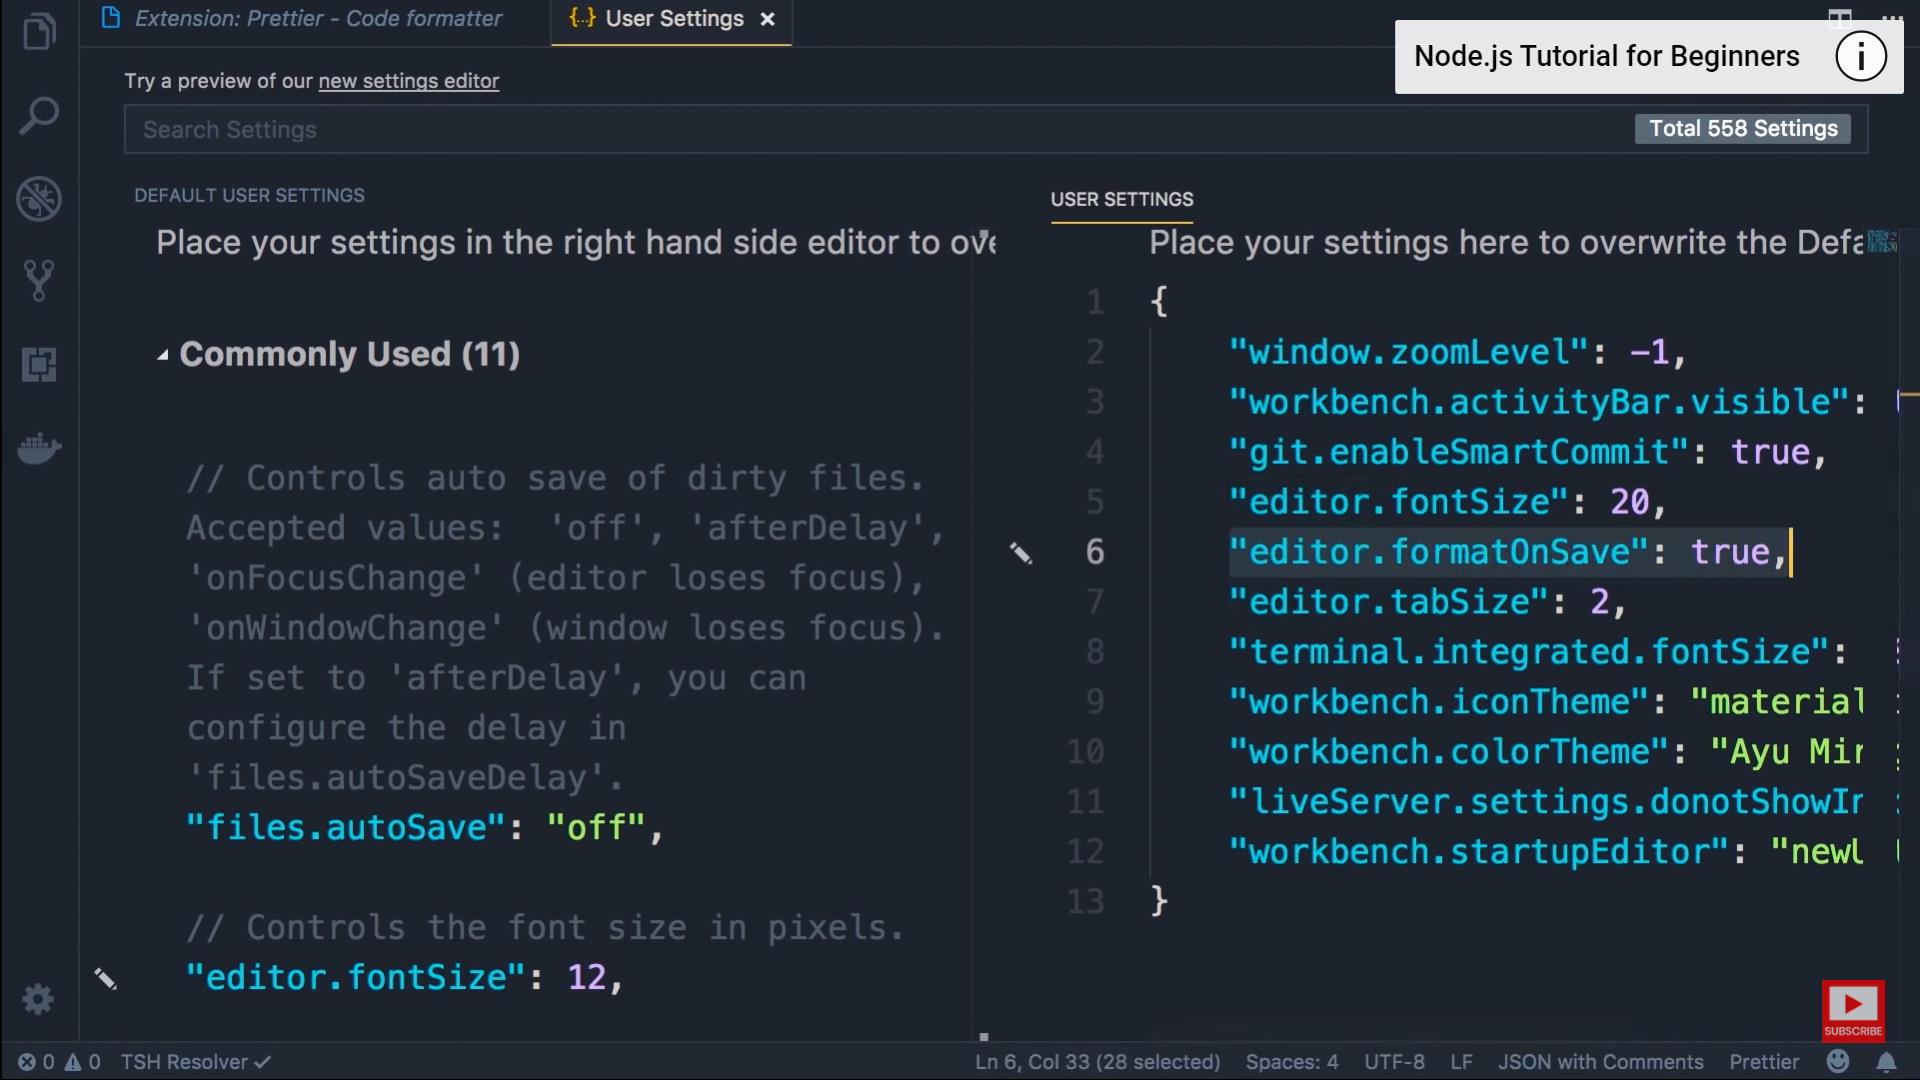 Extension: Prettier - Code formatter
{..} User Settings ×
Node.js Tutorial for Beginners
Try a preview of our new settings editor
Search Settings
Total 558 Settings
DEFAULT USER SETTINGS
Place your settings in the right hand side editor to ove
Commonly Used (11)
// Controls auto save of dirty files.
Accepted values:  'off', 'afterDelay',
'onFocusChange' (editor loses focus),
'onWindowChange' (window loses focus).
If set to 'afterDelay', you can
configure the delay in
'files.autoSaveDelay'.
"files.autoSave": "off",
// Controls the font size in pixels.
"editor.fontSize": 12,
USER SETTINGS
Place your settings here to overwrite the Defa
1 {
2 "window.zoomLevel": -1,
3 "workbench.activityBar.visible":
4 "git.enableSmartCommit": true,
5 "editor.fontSize": 20,
6 "editor.formatOnSave": true,
7 "editor.tabSize": 2,
8 "terminal.integrated.fontSize":
9 "workbench.iconTheme": "material
10 "workbench.colorTheme": "Ayu Mir
11 "liveServer.settings.donotShowIn
12 "workbench.startupEditor": "newU
13 }
SUBSCRIBE
0 0 TSH Resolver ✓
Ln 6, Col 33 (28 selected) Spaces: 4 UTF-8 LF JSON with Comments Prettier